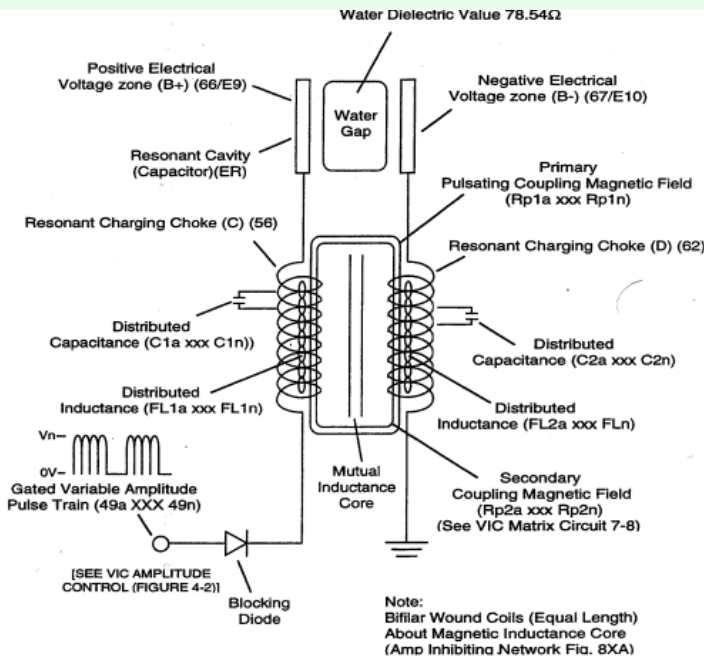 Water Dielectric Value 78.54Ω
Positive Electrical
Voltage zone (B+) (66/E9)
Negative Electrical
Voltage zone (B-) (67/E10)
Water
Gap
Resonant Cavity
(Capacitor)(ER)
Primary
Pulsating Coupling Magnetic Field
(Rp1a xxx Rp1n)
Resonant Charging Choke (C) (56)
Resonant Charging Choke (D) (62)
Distributed
Capacitance (C1a xxx C1n))
Distributed
Capacitance (C2a xxx C2n)
Distributed
Inductance (FL1a xxx FL1n)
Distributed
Inductance (FL2a xxx FLn)
Vn–
0V–
Gated Variable Amplitude
Pulse Train (49a XXX 49n)
Mutual
Inductance
Core
Secondary
Coupling Magnetic Field
(Rp2a xxx Rp2n)
(See VIC Matrix Circuit 7-8)
[SEE VIC AMPLITUDE
CONTROL (FIGURE 4-2)]
Blocking
Diode
Note:
Bifilar Wound Coils (Equal Length)
About Magnetic Inductance Core
(Amp Inhibiting Network Fig. 8XA)